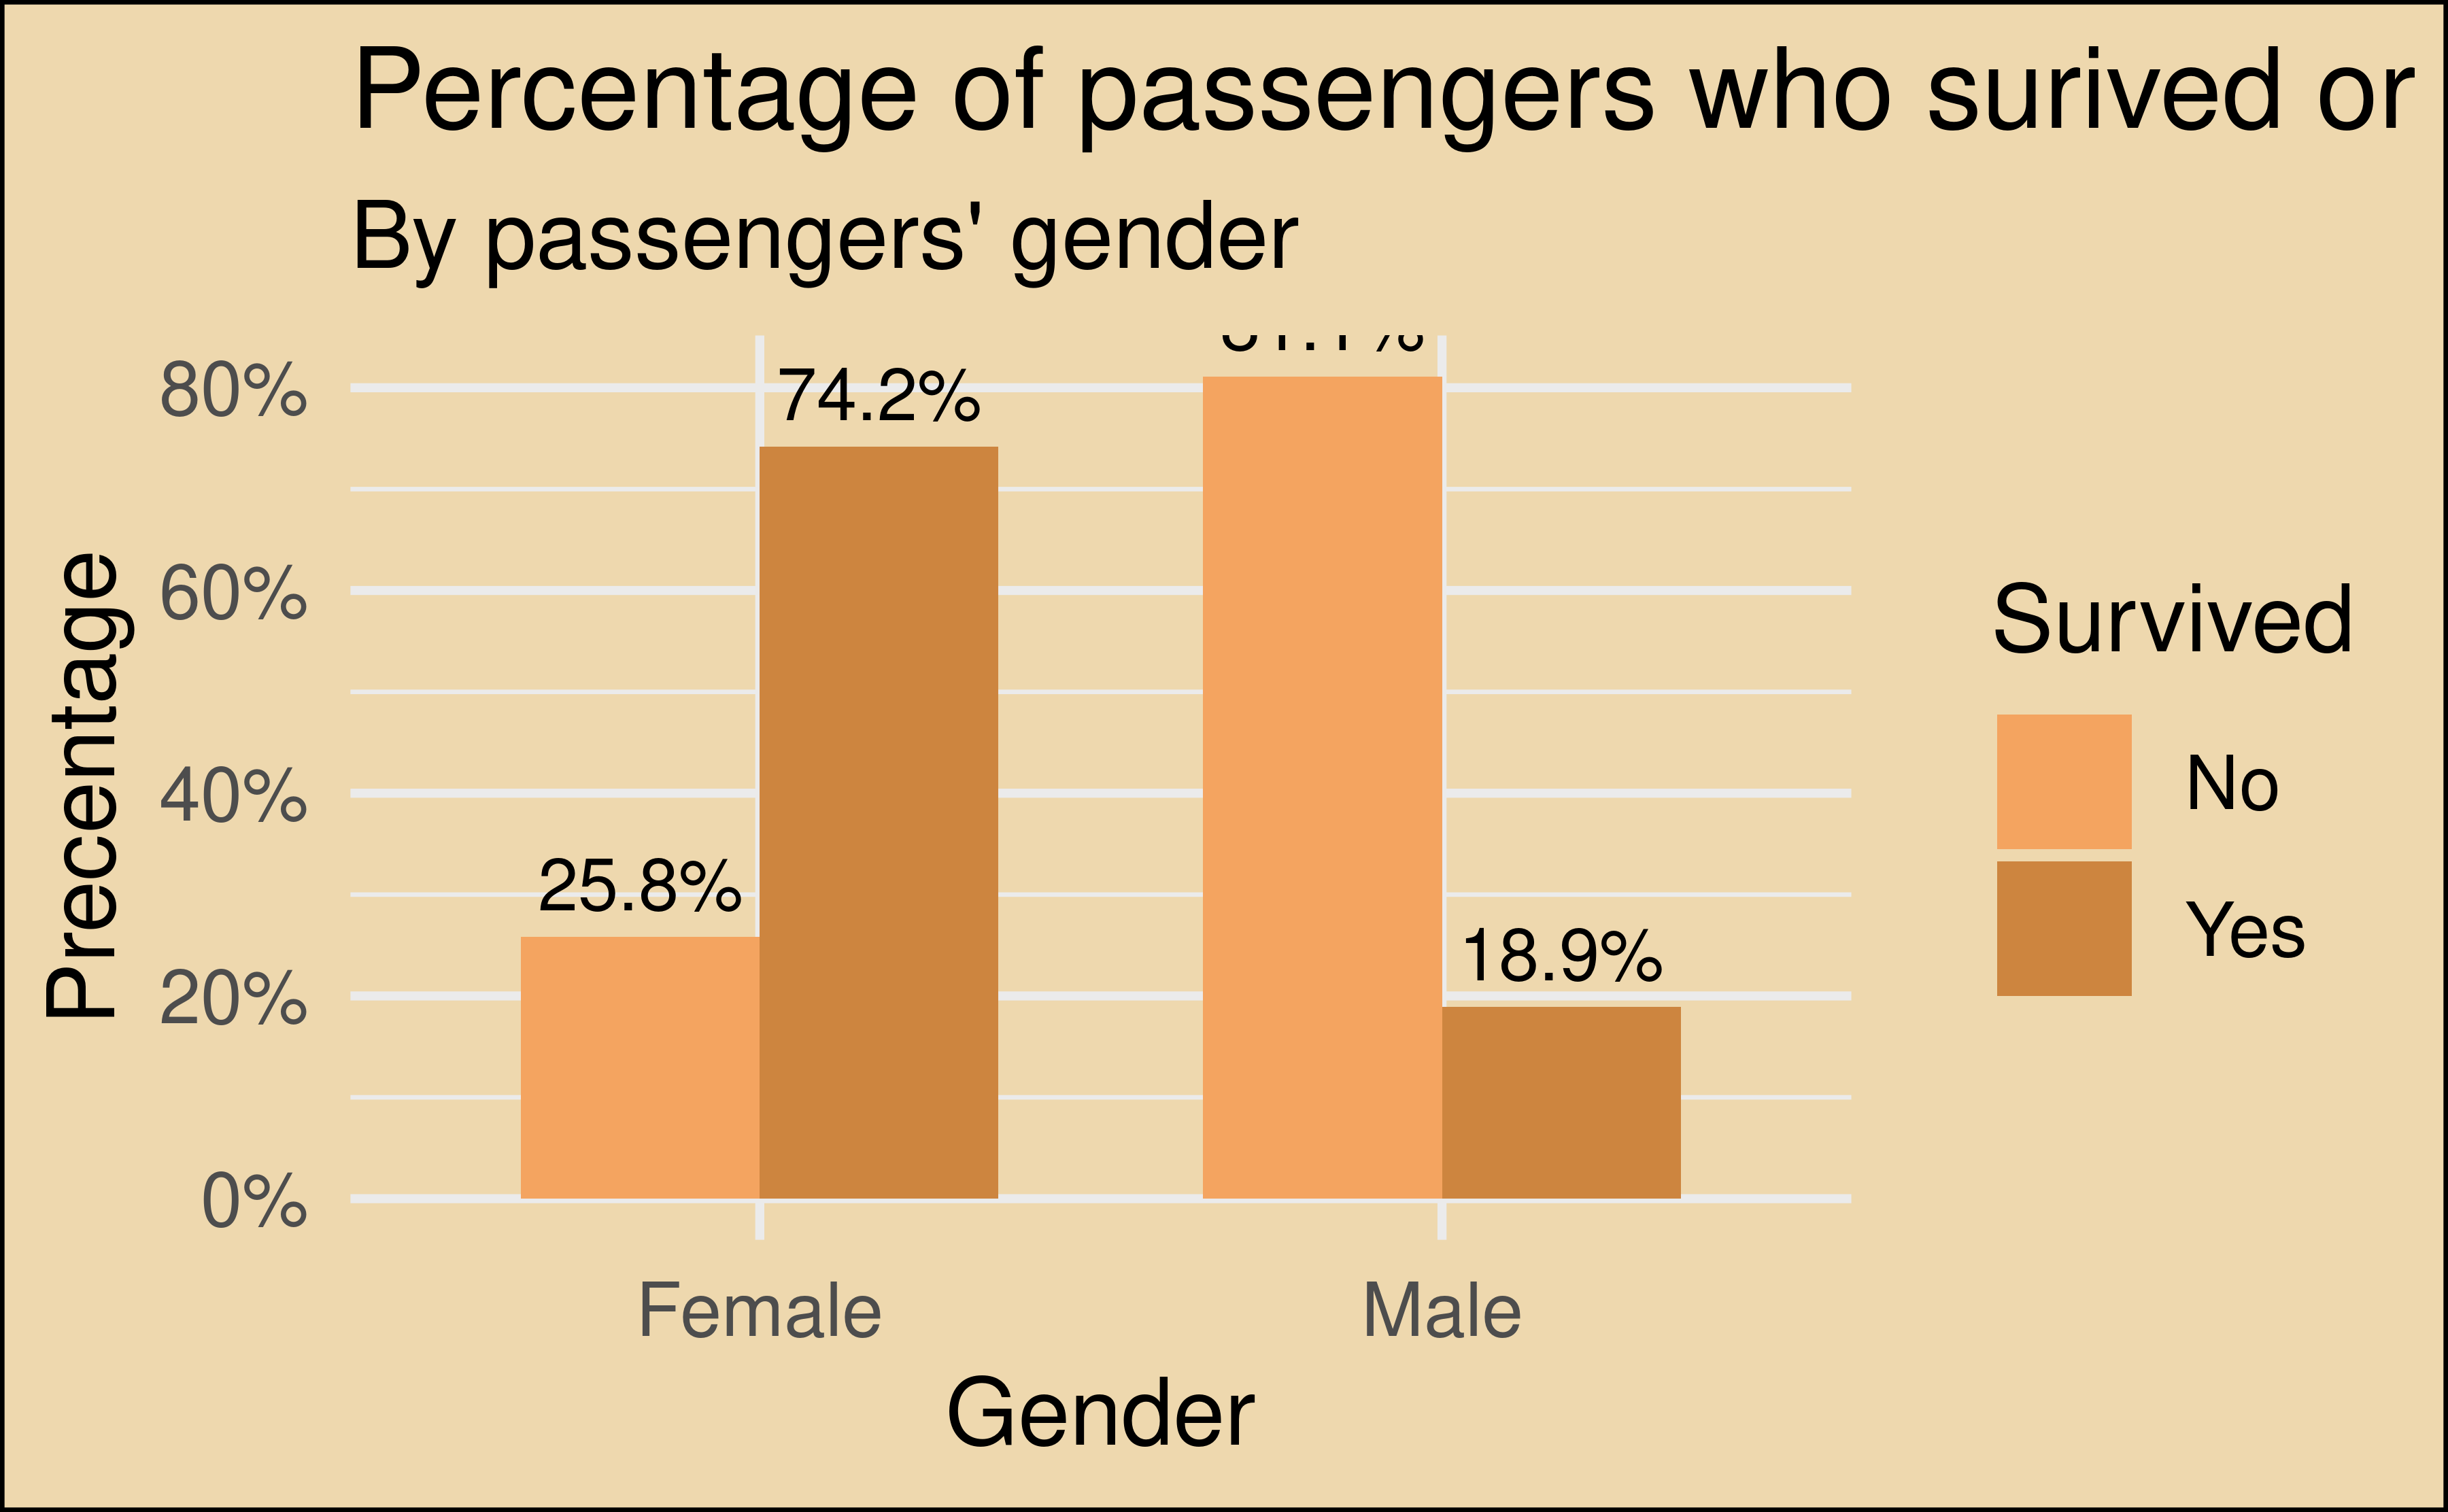 Percentage of passengers who surived or
By passengers' gender
80%
60%
40%
20%
0%
Precentage
74.2%
25.8%
18.9%
Female
Male
Gender
Survived
No
Yes